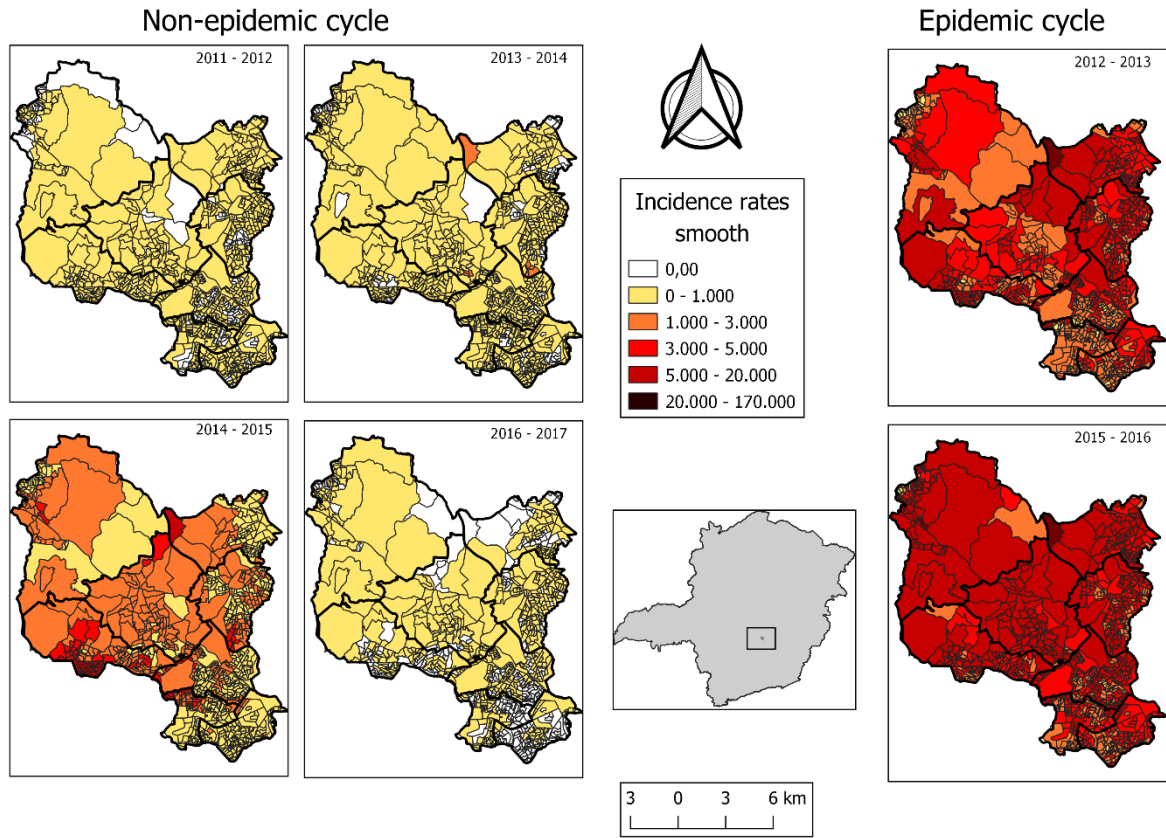 Non-epidemic cycle
Epidemic cycle
2011 - 2012
2013 - 2014
2012 - 2013
Incidence rates
smooth
0,00
0 - 1.000
1.000 - 3.000
3.000 - 5.000
5.000 - 20.000
20.000 - 170.000
2014 - 2015
2016 - 2017
2015 - 2016
3 0 3 6 km